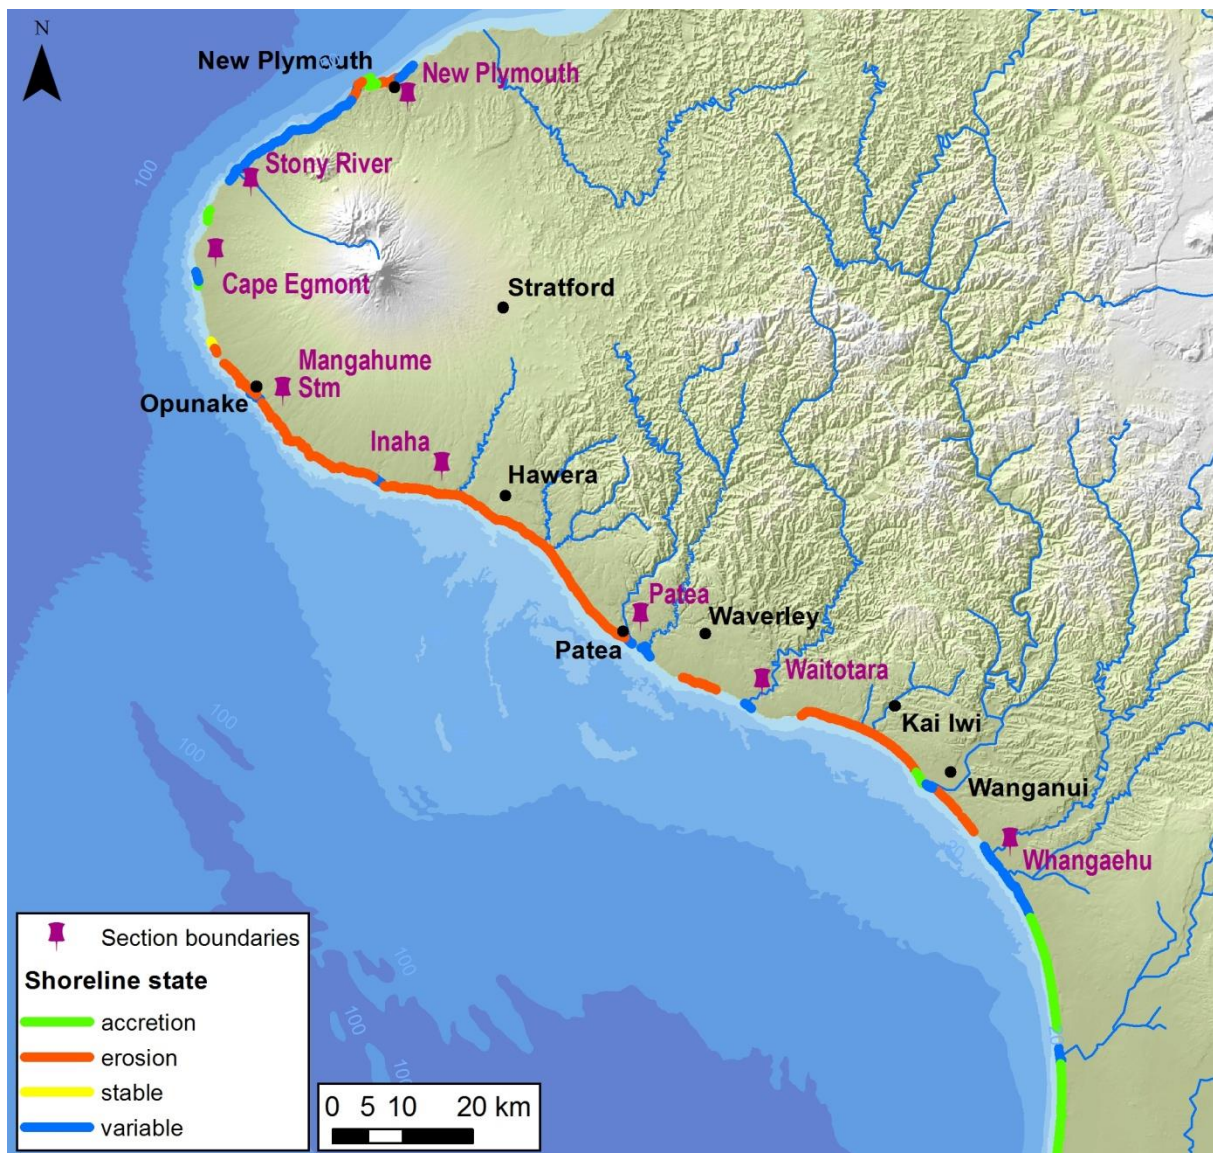 N
New Plymouth
New Plymouth
100
Stony River
Cape Egmont
Stratford
Mangahume
Stm
Opunake
Inaha
Hawera
Patea
Waverley
Patea
Waitotara
Kai Iwi
100
100
Wanganui
Whangaehu
Section boundaries
100
Shoreline state
100
accretion
erosion
100
stable
variable
0 5 10 20 km